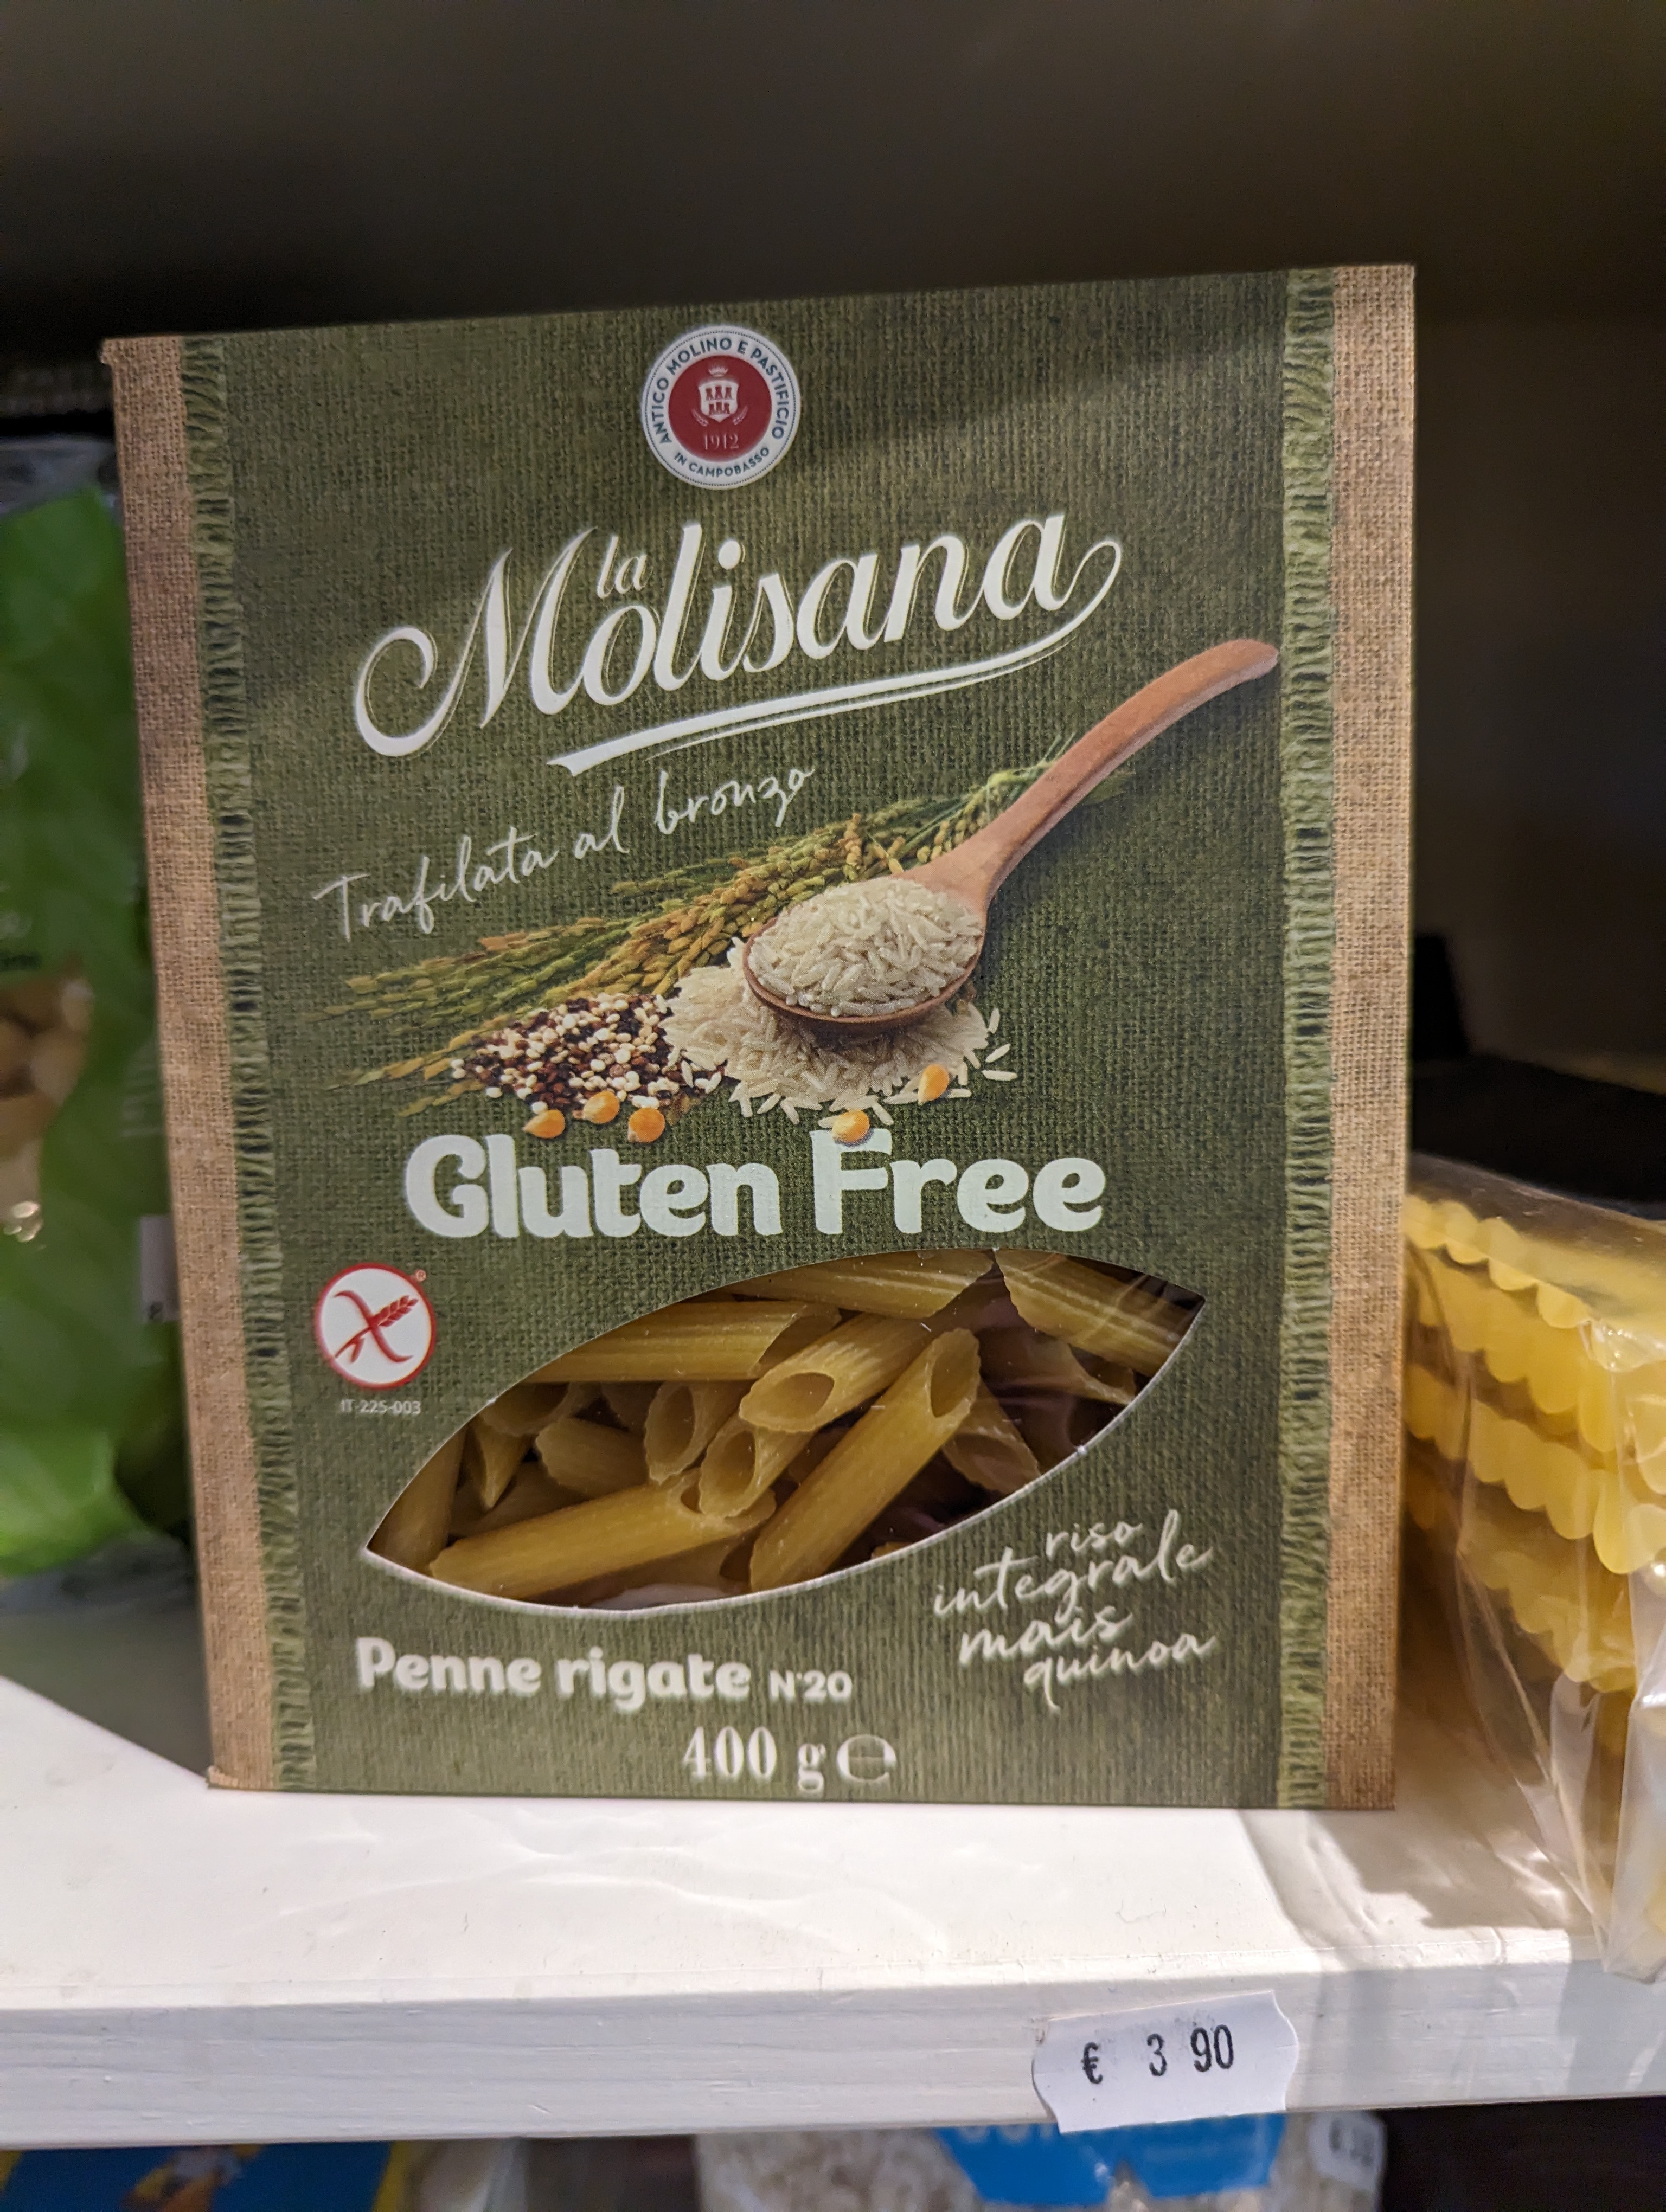 ANTICO MOLINO E PASTIFICIO
1912
IN CAMPOBASSO
la
Molisana
Trafilata al bronzo
Gluten Free
IT-225-003
riso
integrale
mais
quinoa
Penne rigate N°20
400 g e
€ 3 90